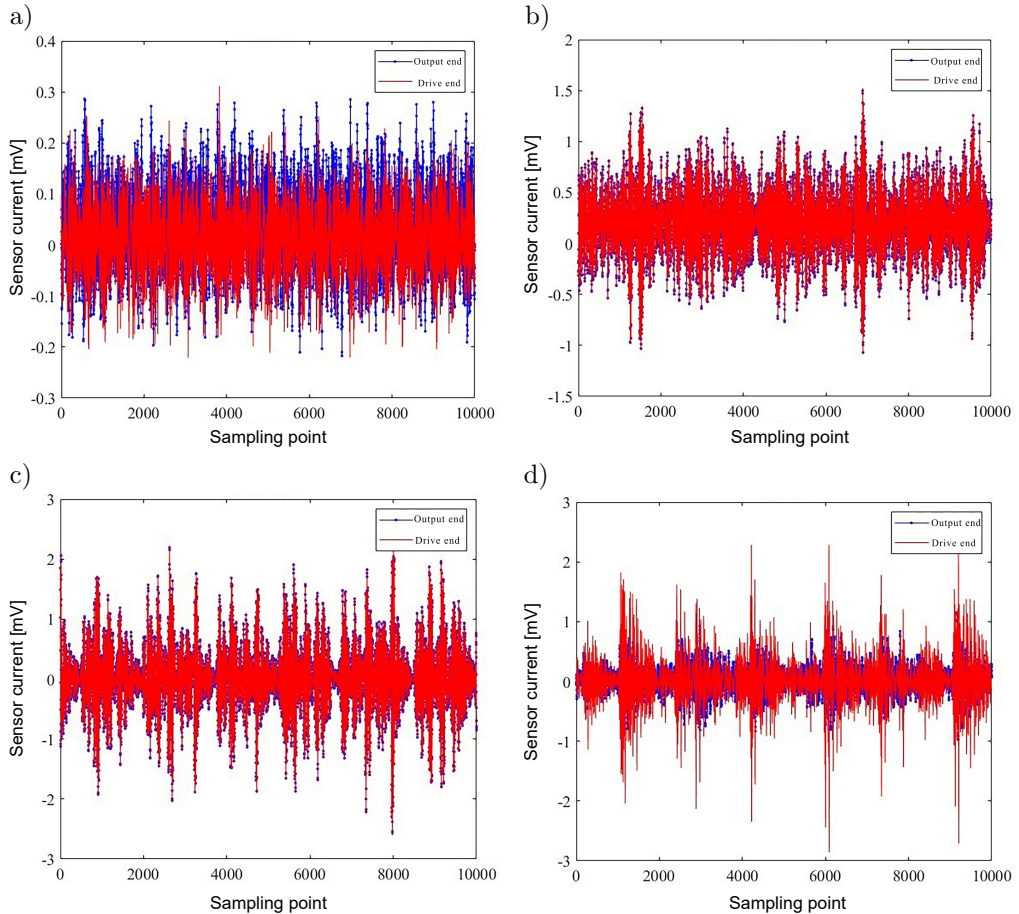 a)
0.4
0.3
0.2
0.1
0
-0.1
-0.2
-0.3
Sensor current [mV]
Output end
Drive end
0 2000 4000 6000 8000 10000
Sampling point
b)
2
1.5
1
0.5
0
-0.5
-1
-1.5
Sensor current [mV]
Output end
Drive end
0 2000 4000 6000 8000 10000
Sampling point
c)
3
2
1
0
-1
-2
-3
Sensor current [mV]
Output end
Drive end
0 2000 4000 6000 8000 10000
Sampling point
d)
3
2
1
0
-1
-2
-3
Sensor current [mV]
Output end
Drive end
0 2000 4000 6000 8000 10000
Sampling point